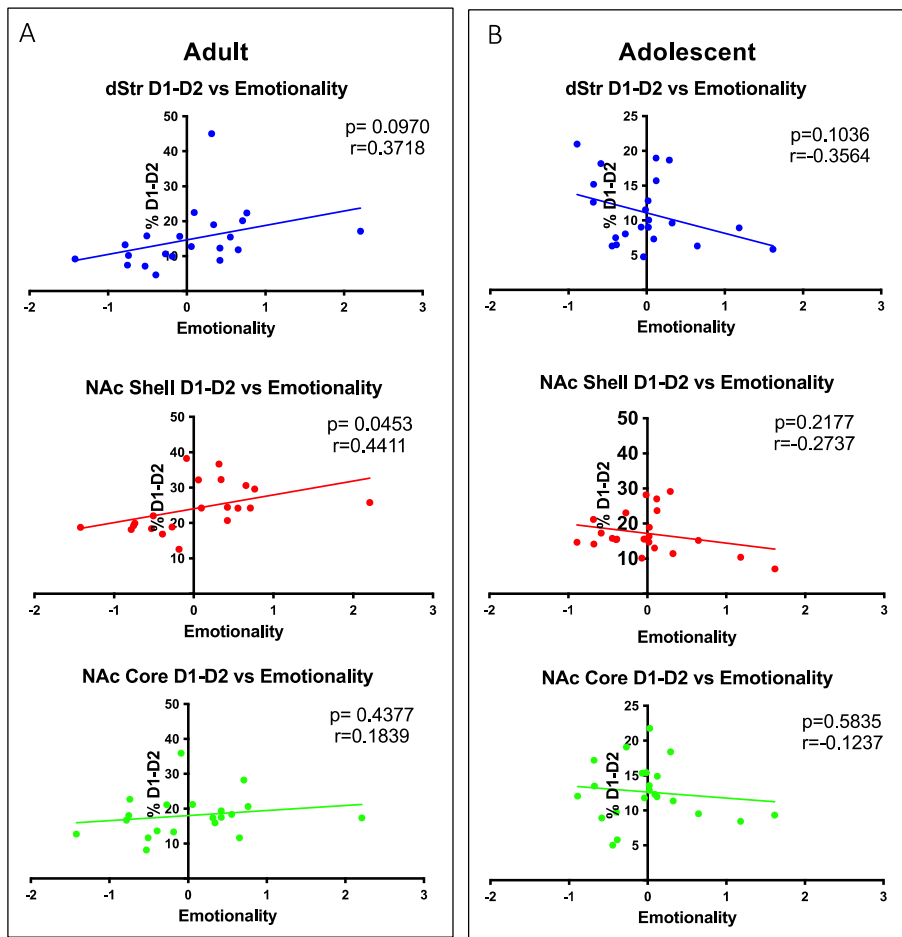 A
Adult
dStr D1-D2 vs Emotionality
p= 0.0970
r=0.3718
% D1-D2
50
40
30
20
10
-2 -1 0 1 2 3
Emotionality
NAc Shell D1-D2 vs Emotionality
p= 0.0453
r=0.4411
% D1-D2
50
40
30
20
10
-2 -1 0 1 2 3
Emotionality
NAc Core D1-D2 vs Emotionality
p= 0.4377
r=0.1839
% D1-D2
50
40
30
20
10
-2 -1 0 1 2 3
Emotionality
B
Adolescent
dStr D1-D2 vs Emotionality
p=0.1036
r=-0.3564
% D1-D2
25
20
15
10
5
-2 -1 0 1 2 3
Emotionality
NAc Shell D1-D2 vs Emotionality
p=0.2177
r=-0.2737
% D1-D2
50
40
30
20
10
-2 -1 0 1 2 3
Emotionality
NAc Core D1-D2 vs Emotionality
p=0.5835
r=-0.1237
% D1-D2
25
20
15
10
5
-2 -1 0 1 2 3
Emotionality